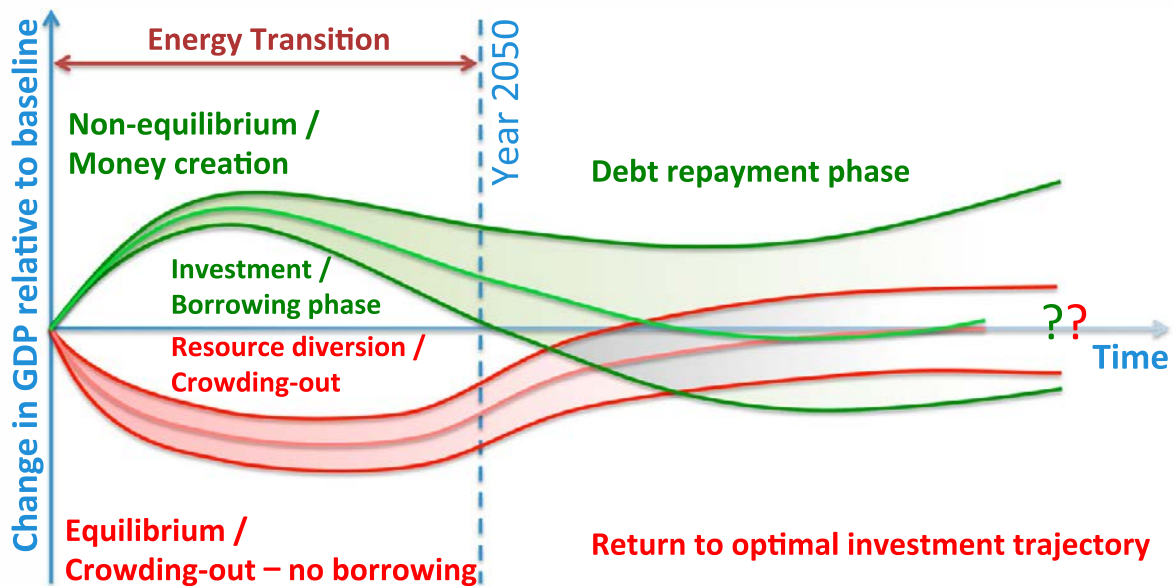 Change in GDP relative to baseline
Energy Transition
Year 2050
Non-equilibrium /
Money creation
Debt repayment phase
Investment /
Borrowing phase
Resource diversion /
Crowding-out
??
Time
Equilibrium /
Crowding-out – no borrowing
Return to optimal investment trajectory